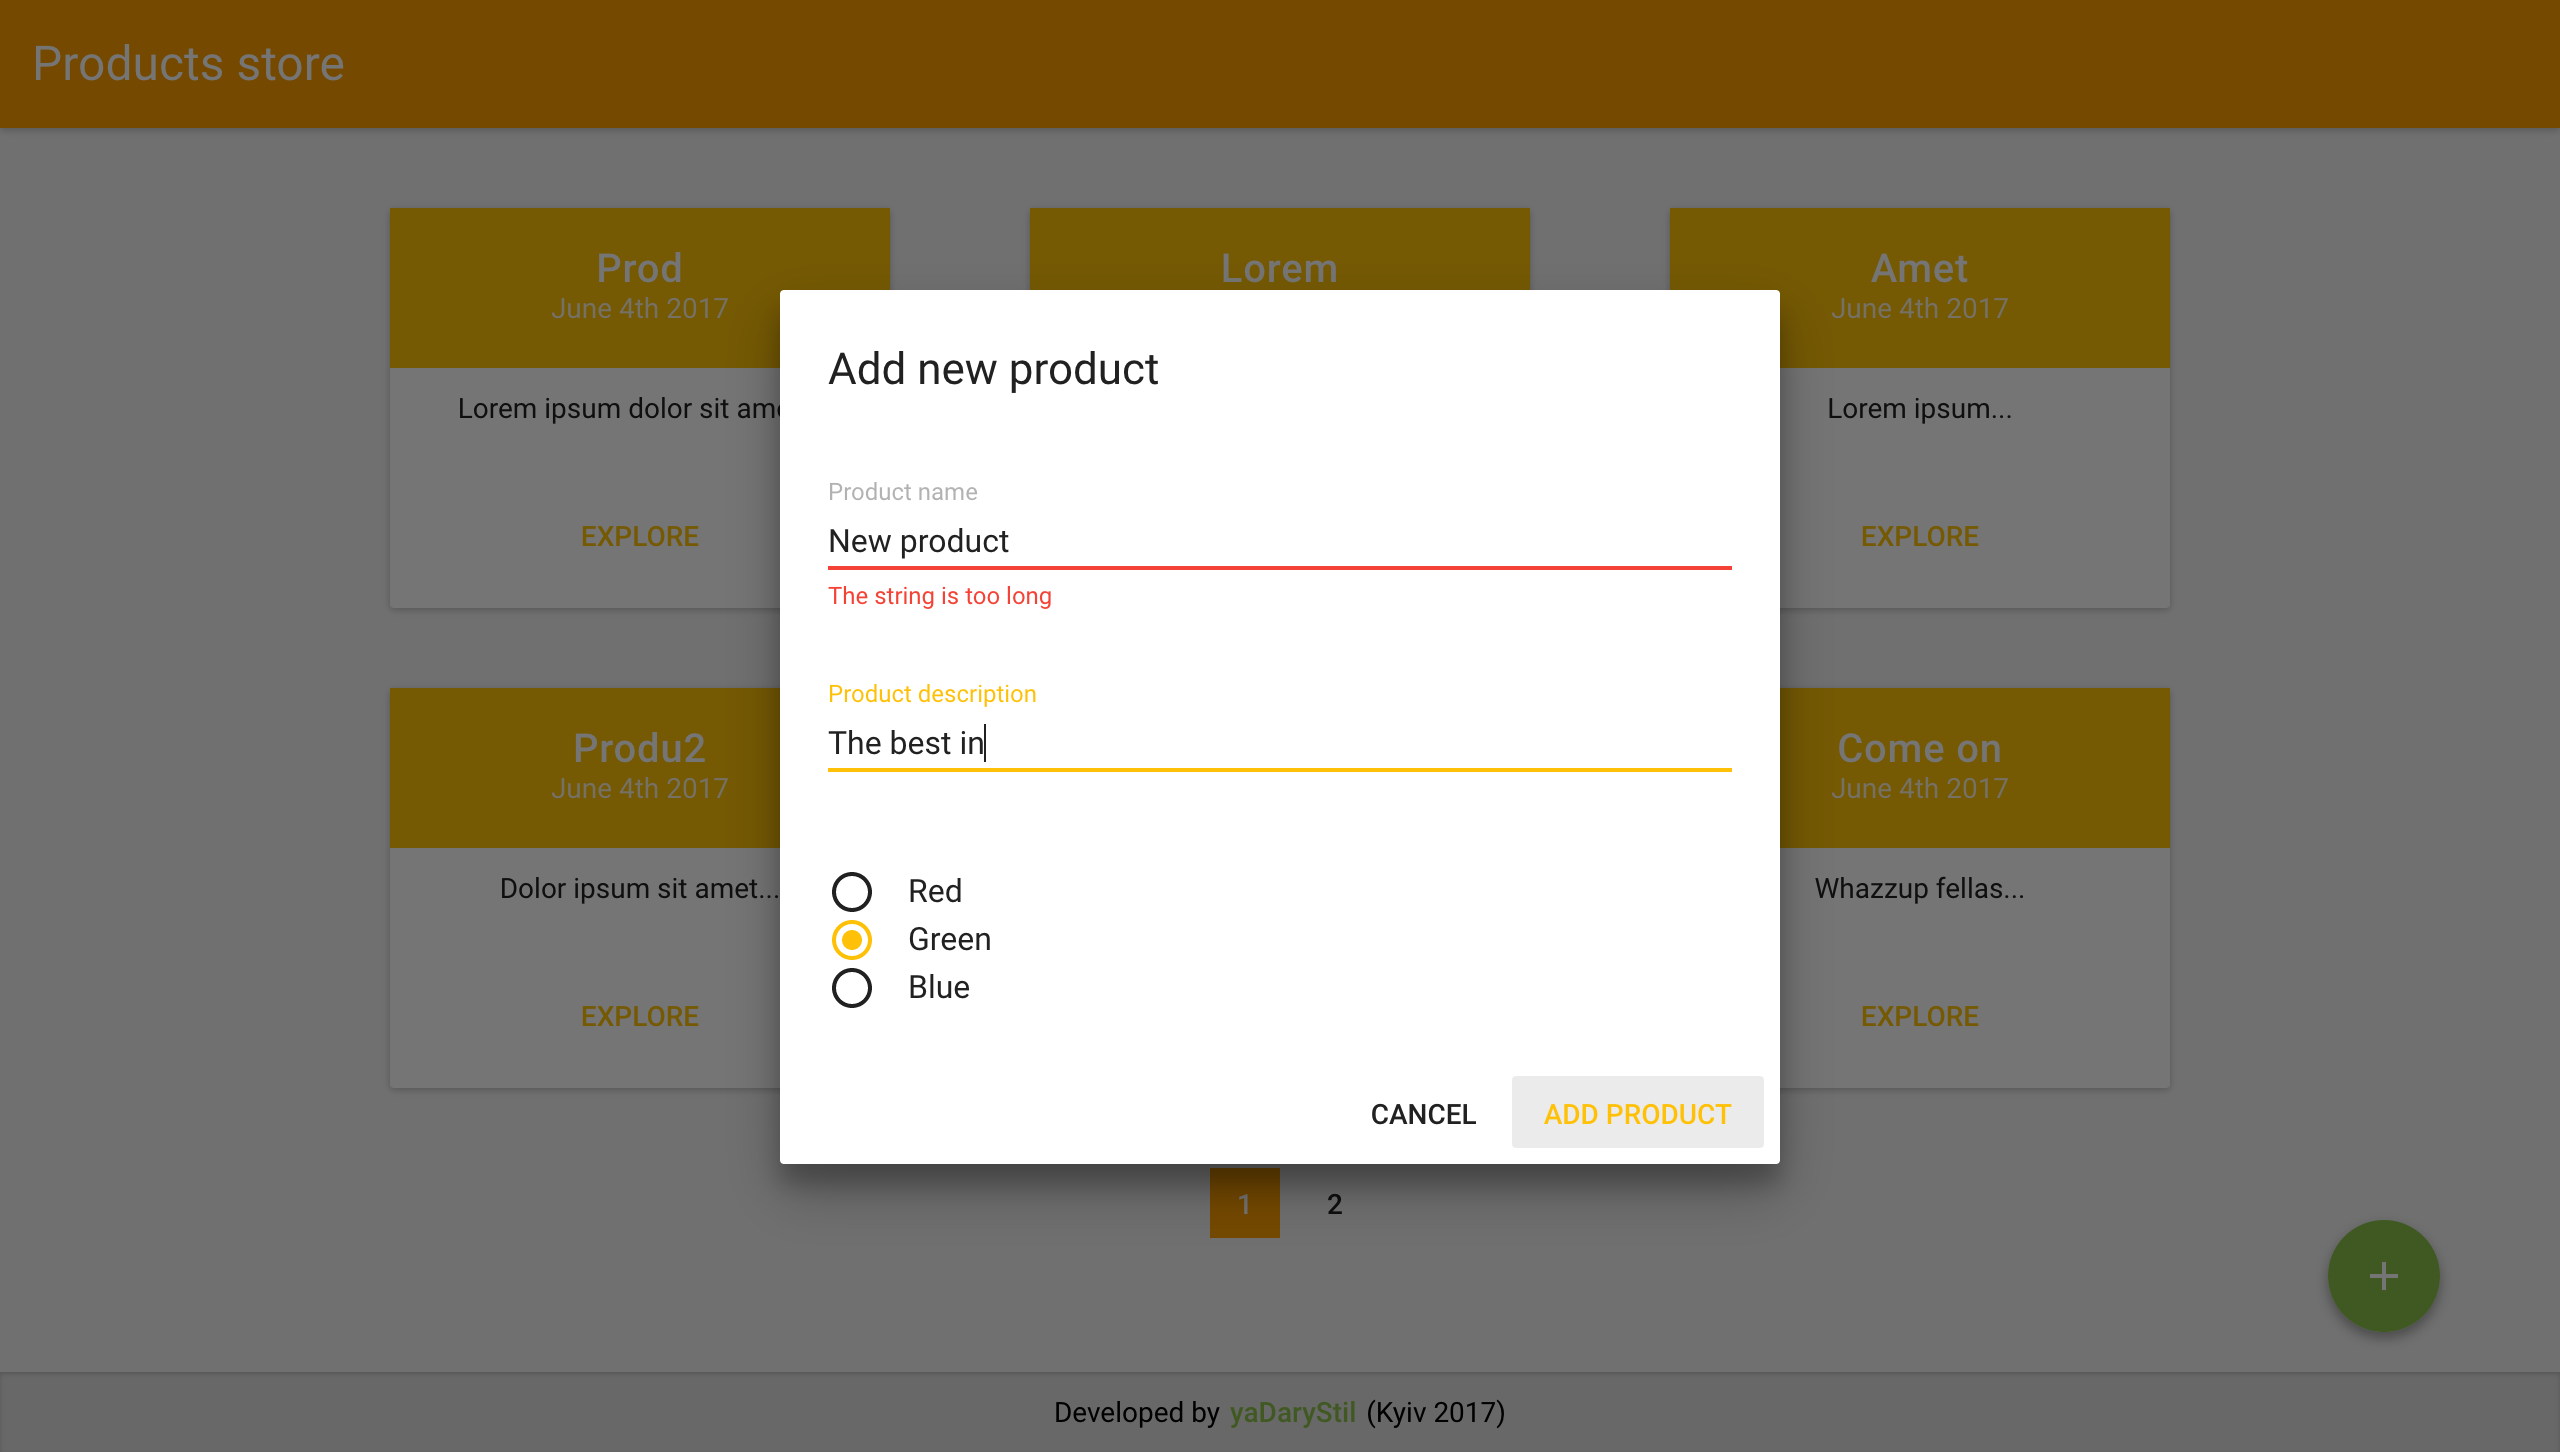 Products store
Prod
June 4th 2017
Lorem ipsum dolor sit
EXPLORE
Lorem
Amet
June 4th 2017
Lorem ipsum...
EXPLORE
Produ2
June 4th 2017
Dolor ipsum sit amet...
EXPLORE
Come on
June 4th 2017
Whazzup fellas...
EXPLORE
Add new product
Product name
New product
The string is too long
Product description
The best in
Red
Green
Blue
CANCEL
ADD PRODUCT
1
2
+
Developed by yaDaryStil (Kyiv 2017)